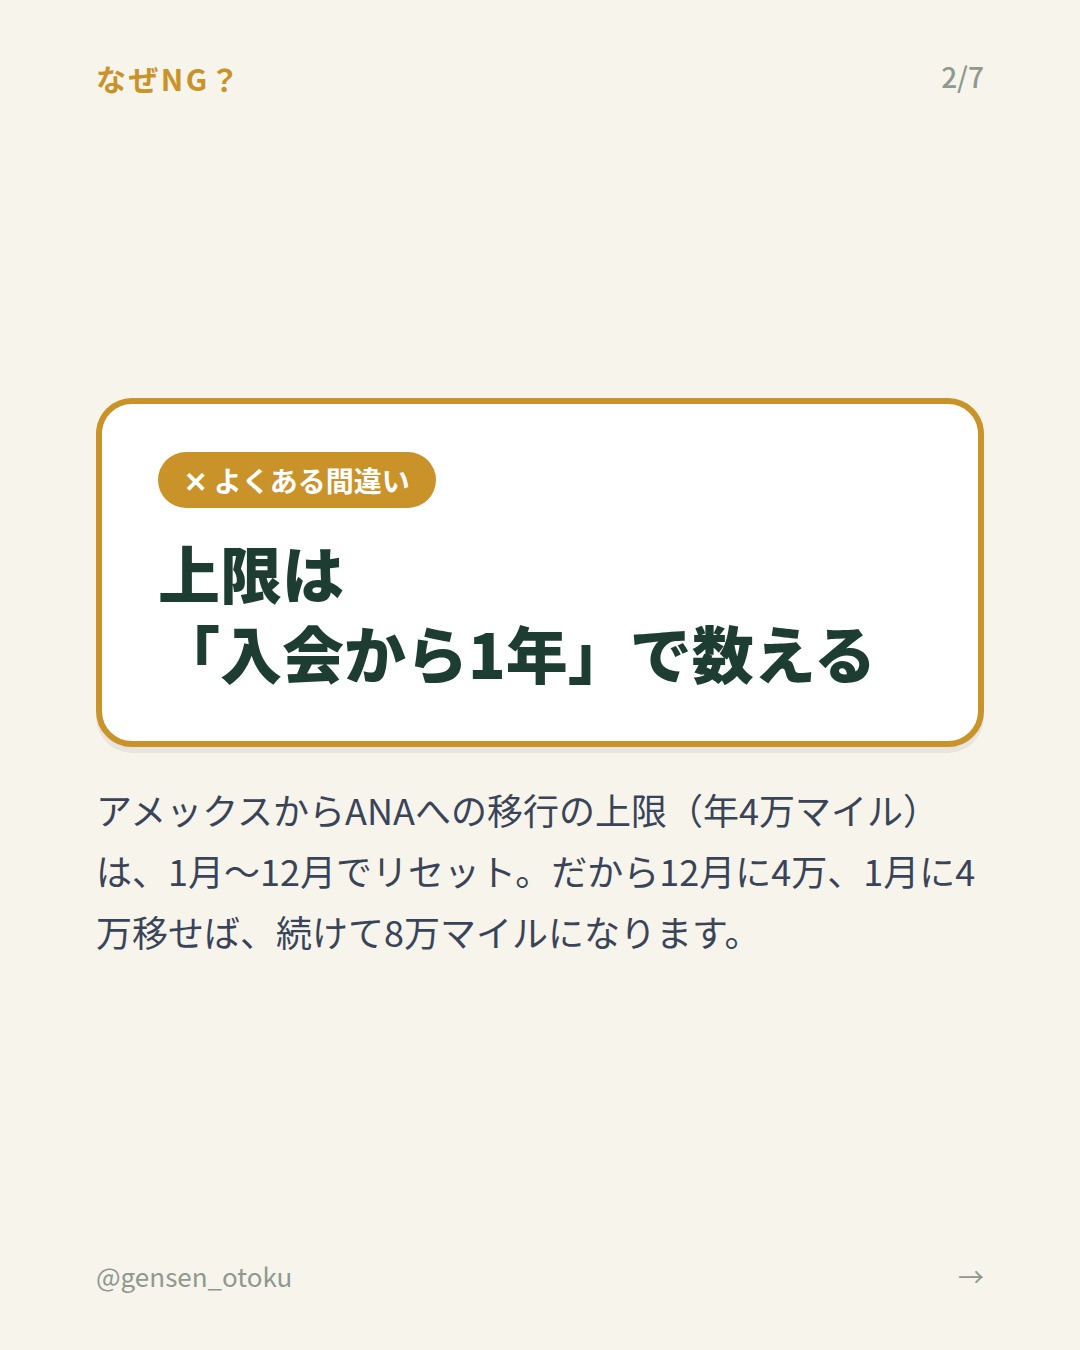 なぜNG？
2/7
× よくある間違い
上限は
「入会から1年」で数える
アメックスからANAへの移行の上限（年4万マイル）
は、1月〜12月でリセット。だから12月に4万、1月に4
万移せば、続けて8万マイルになります。
@gensen_otoku
→